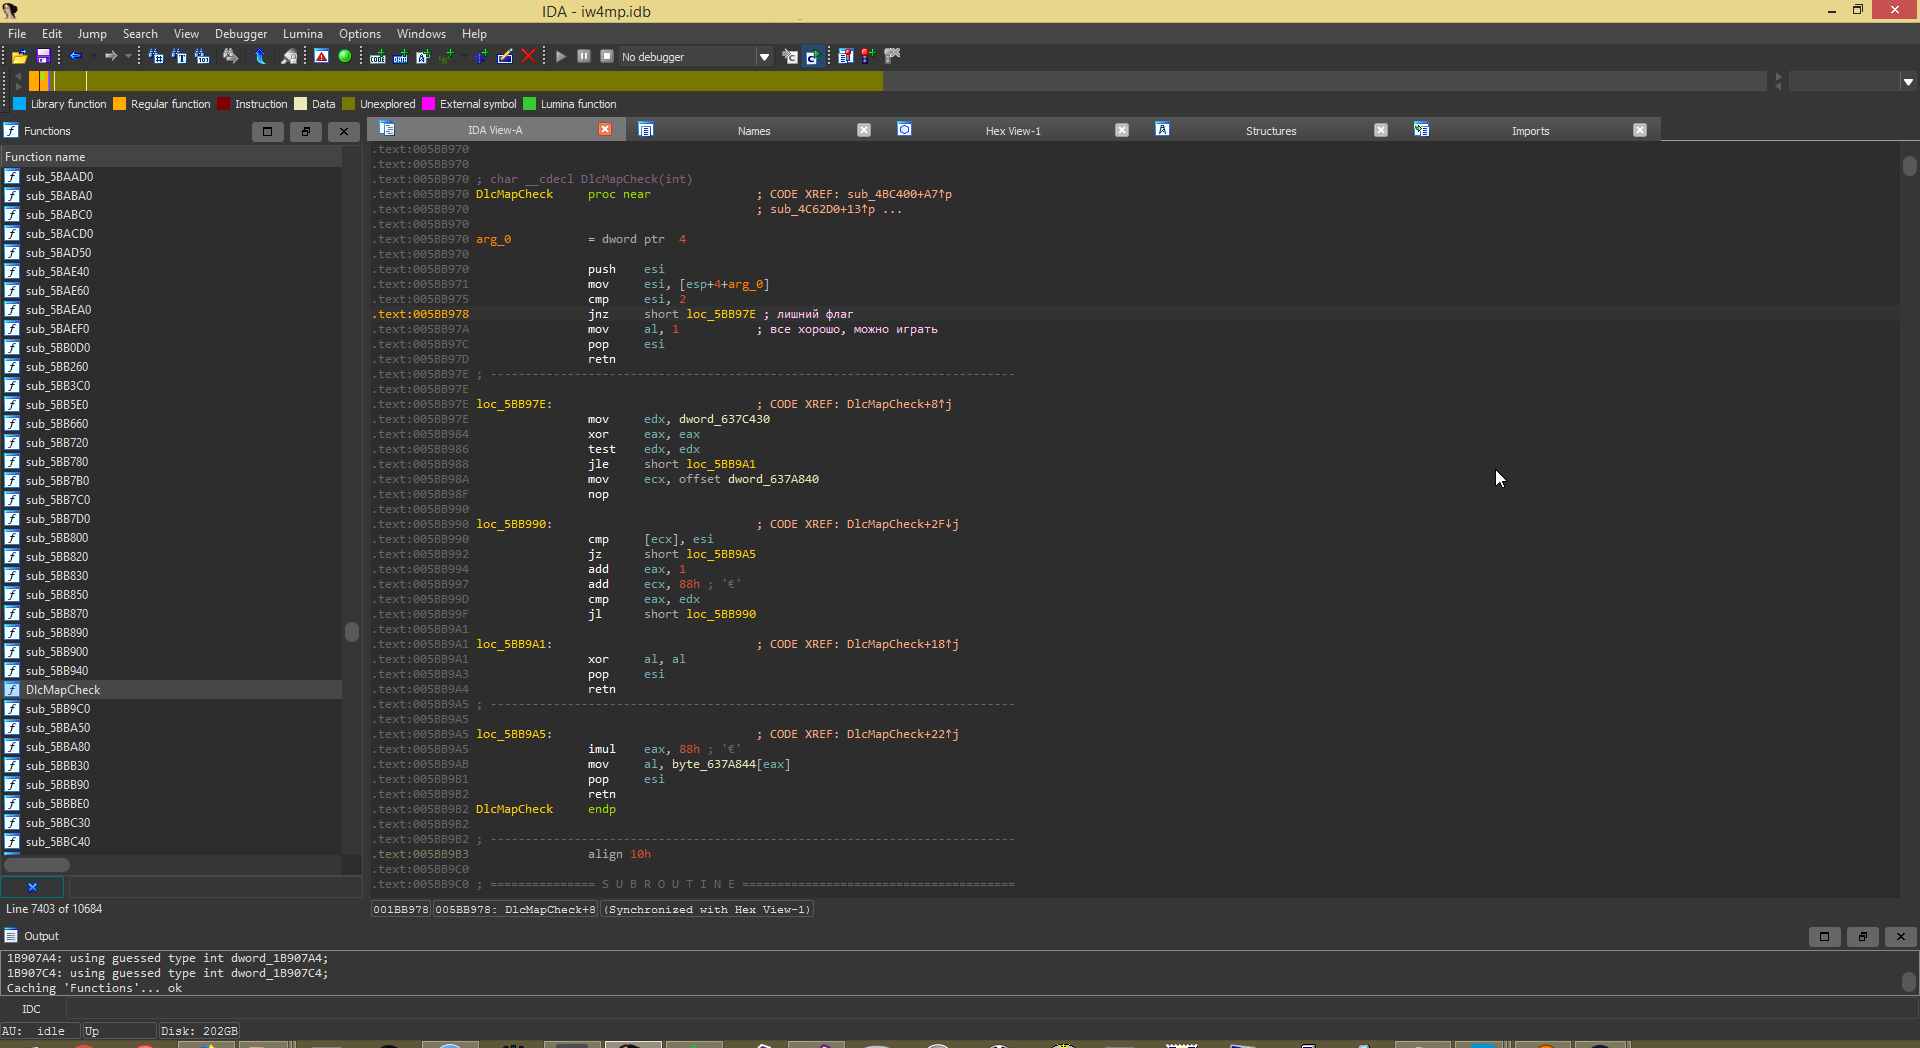 IDA - iw4mp.idb
File Edit Jump Search View Debugger Lumina Options Windows Help
No debugger
Library function Regular function Instruction Data Unexplored External symbol Lumina function
Functions
Function name
sub_5BAAD0
sub_5BABA0
sub_5BABC0
sub_5BACD0
sub_5BAD50
sub_5BAE40
sub_5BAE60
sub_5BAEA0
sub_5BAEF0
sub_5BB0D0
sub_5BB260
sub_5BB3C0
sub_5BB5E0
sub_5BB660
sub_5BB720
sub_5BB780
sub_5BB7B0
sub_5BB7C0
sub_5BB7D0
sub_5BB800
sub_5BB820
sub_5BB830
sub_5BB850
sub_5BB870
sub_5BB890
sub_5BB900
sub_5BB940
DlcMapCheck
sub_5BB9C0
sub_5BBA50
sub_5BBA80
sub_5BBB30
sub_5BBB90
sub_5BBBE0
sub_5BBC30
sub_5BBC40
Line 7403 of 10684
IDA View-A Names Hex View-1 Structures Imports
.text:005BB970
.text:005BB970
.text:005BB970 ; char __cdecl DlcMapCheck(int)
.text:005BB970 DlcMapCheck proc near ; CODE XREF: sub_4BC400+A7↑p
.text:005BB970 ; sub_4C62D0+13↑p ...
.text:005BB970
.text:005BB970 arg_0 = dword ptr 4
.text:005BB970
.text:005BB970 push esi
.text:005BB971 mov esi, [esp+4+arg_0]
.text:005BB975 cmp esi, 2
.text:005BB978 jnz short loc_5BB97E ; лишний флаг
.text:005BB97A mov al, 1 ; все хорошо, можно играть
.text:005BB97C pop esi
.text:005BB97D retn
.text:005BB97E ; ---------------------------------------------------------------------------
.text:005BB97E
.text:005BB97E loc_5BB97E: ; CODE XREF: DlcMapCheck+8↑j
.text:005BB97E mov edx, dword_637C430
.text:005BB984 xor eax, eax
.text:005BB986 test edx, edx
.text:005BB988 jle short loc_5BB9A1
.text:005BB98A mov ecx, offset dword_637A840
.text:005BB98F nop
.text:005BB990
.text:005BB990 loc_5BB990: ; CODE XREF: DlcMapCheck+2F↓j
.text:005BB990 cmp [ecx], esi
.text:005BB992 jz short loc_5BB9A5
.text:005BB994 add eax, 1
.text:005BB997 add ecx, 88h ; '€'
.text:005BB99D cmp eax, edx
.text:005BB99F jl short loc_5BB990
.text:005BB9A1
.text:005BB9A1 loc_5BB9A1: ; CODE XREF: DlcMapCheck+18↑j
.text:005BB9A1 xor al, al
.text:005BB9A3 pop esi
.text:005BB9A4 retn
.text:005BB9A5 ; ---------------------------------------------------------------------------
.text:005BB9A5
.text:005BB9A5 loc_5BB9A5: ; CODE XREF: DlcMapCheck+22↑j
.text:005BB9A5 imul eax, 88h ; '€'
.text:005BB9AB mov al, byte_637A844[eax]
.text:005BB9B1 pop esi
.text:005BB9B2 retn
.text:005BB9B2 DlcMapCheck endp
.text:005BB9B2
.text:005BB9B2 ; ---------------------------------------------------------------------------
.text:005BB9B3 align 10h
.text:005BB9C0
.text:005BB9C0 ; =============== S U B R O U T I N E =======================================
001BB978 005BB978: DlcMapCheck+8 (Synchronized with Hex View-1)
Output
1B907A4: using guessed type int dword_1B907A4;
1B907C4: using guessed type int dword_1B907C4;
Caching 'Functions'... ok
IDC
AU: idle Up Disk: 202GB